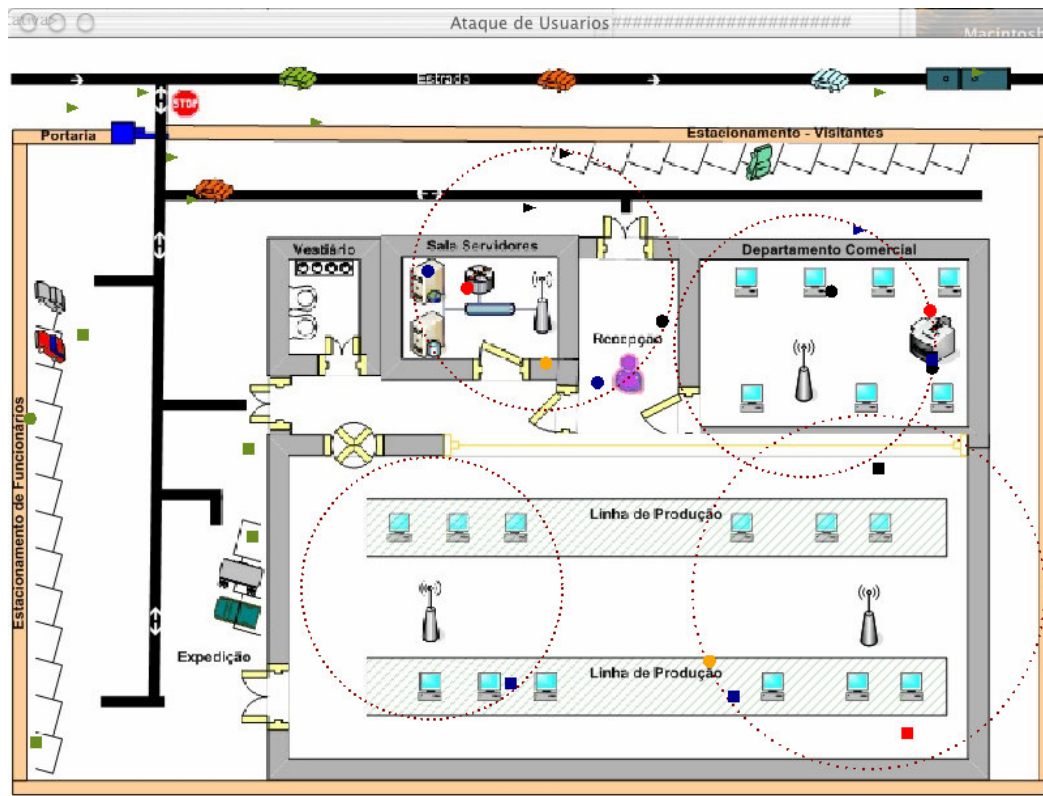 Ataque de Usuarios
########################
Macintosh
Estrada
STOP
Portaria
Estacionamento - Visitantes
Vestiário
Sala Servidores
Departamento Comercial
Recepção
Estacionamento de Funcionários
Linha de Produção
Expedição
Linha de Produção